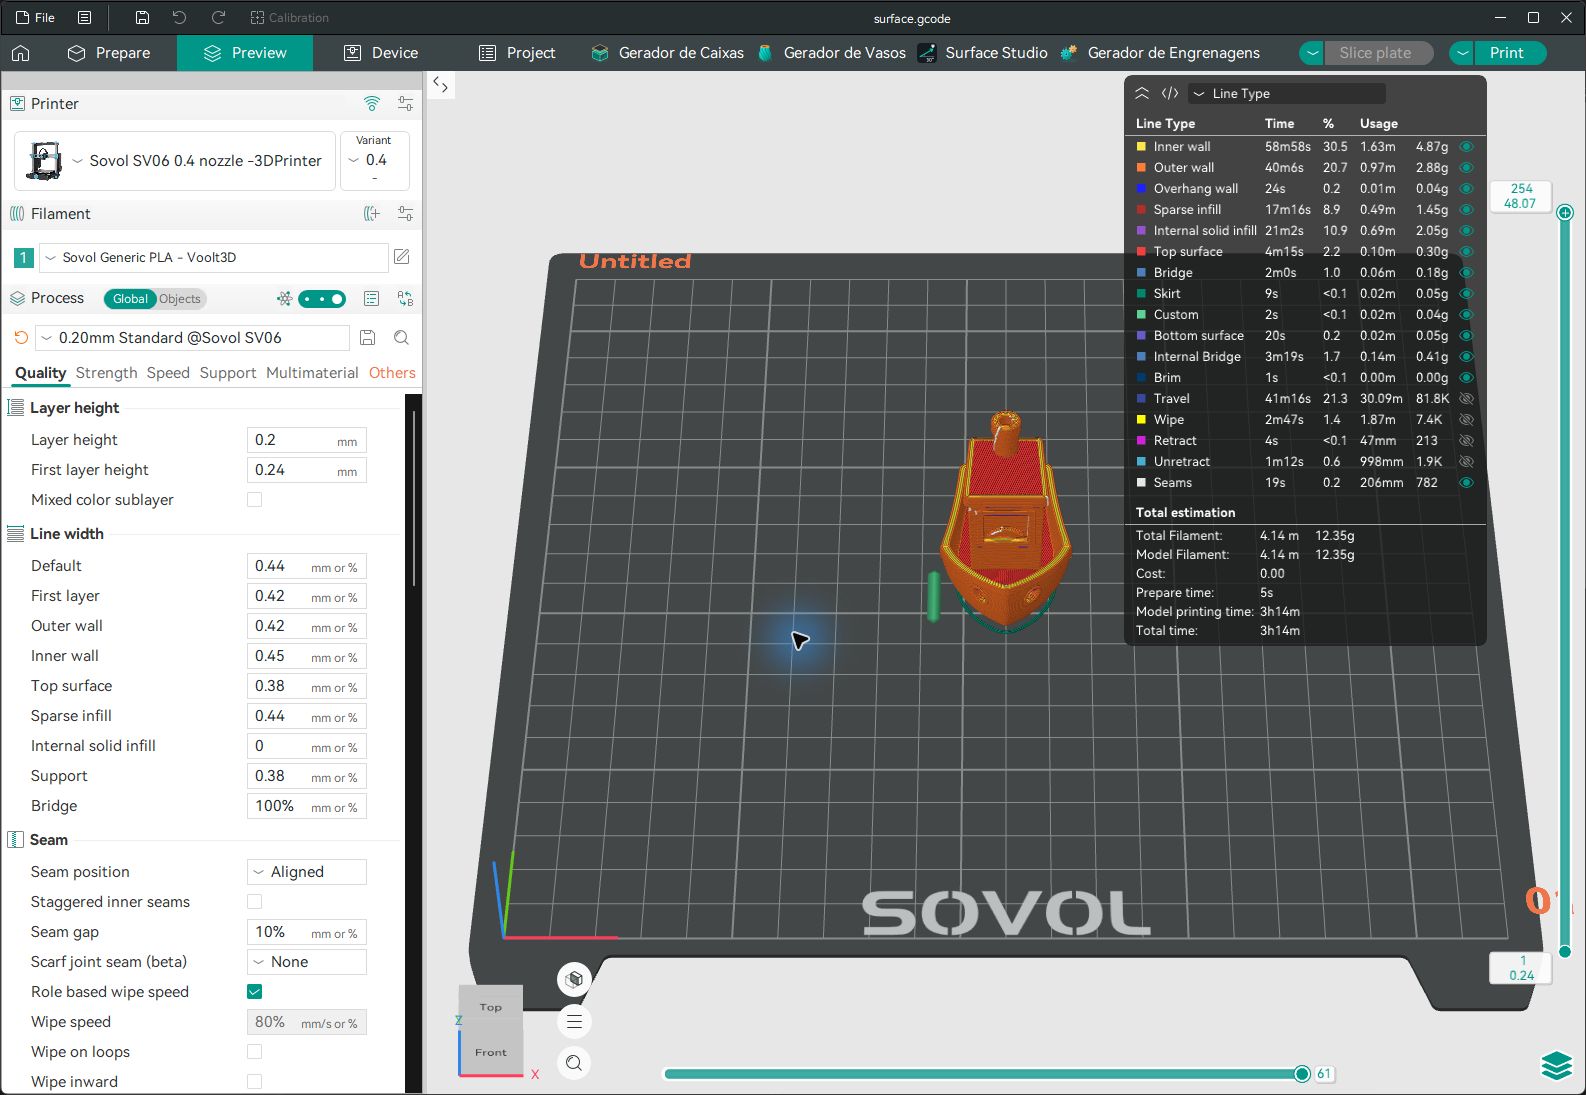 File
Calibration
surface.gcode
Prepare
Preview
Device
Project
Gerador de Caixas
Gerador de Vasos
Surface Studio
Gerador de Engrenagens
Slice plate
Print
Printer
Sovol SV06 0.4 nozzle -3DPrinter
Variant
0.4
-
Filament
1
Sovol Generic PLA - Voolt3D
Process
Global
Objects
0.20mm Standard @Sovol SV06
Quality
Strength
Speed
Support
Multimaterial
Others
Layer height
Layer height 0.2 mm
First layer height 0.24 mm
Mixed color sublayer
Line width
Default 0.44 mm or %
First layer 0.42 mm or %
Outer wall 0.42 mm or %
Inner wall 0.45 mm or %
Top surface 0.38 mm or %
Sparse infill 0.44 mm or %
Internal solid infill 0 mm or %
Support 0.38 mm or %
Bridge 100% mm or %
Seam
Seam position Aligned
Staggered inner seams
Seam gap 10% mm or %
Scarf joint seam (beta) None
Role based wipe speed
Wipe speed 80% mm/s or %
Wipe on loops
Wipe inward
Untitled
SOVOL
Top
Front
Z
X
Line Type
Line Type Time % Usage
Inner wall 58m58s 30.5 1.63m 4.87g
Outer wall 40m6s 20.7 0.97m 2.88g
Overhang wall 24s 0.2 0.01m 0.04g
Sparse infill 17m16s 8.9 0.49m 1.45g
Internal solid infill 21m2s 10.9 0.69m 2.05g
Top surface 4m15s 2.2 0.10m 0.30g
Bridge 2m0s 1.0 0.06m 0.18g
Skirt 9s <0.1 0.02m 0.05g
Custom 2s <0.1 0.02m 0.04g
Bottom surface 20s 0.2 0.02m 0.05g
Internal Bridge 3m19s 1.7 0.14m 0.41g
Brim 1s <0.1 0.00m 0.00g
Travel 41m16s 21.3 30.09m 81.8K
Wipe 2m47s 1.4 1.87m 7.4K
Retract 4s <0.1 47mm 213
Unretract 1m12s 0.6 998mm 1.9K
Seams 19s 0.2 206mm 782
Total estimation
Total Filament: 4.14 m 12.35g
Model Filament: 4.14 m 12.35g
Cost: 0.00
Prepare time: 5s
Model printing time: 3h14m
Total time: 3h14m
254
48.07
1
0.24
61